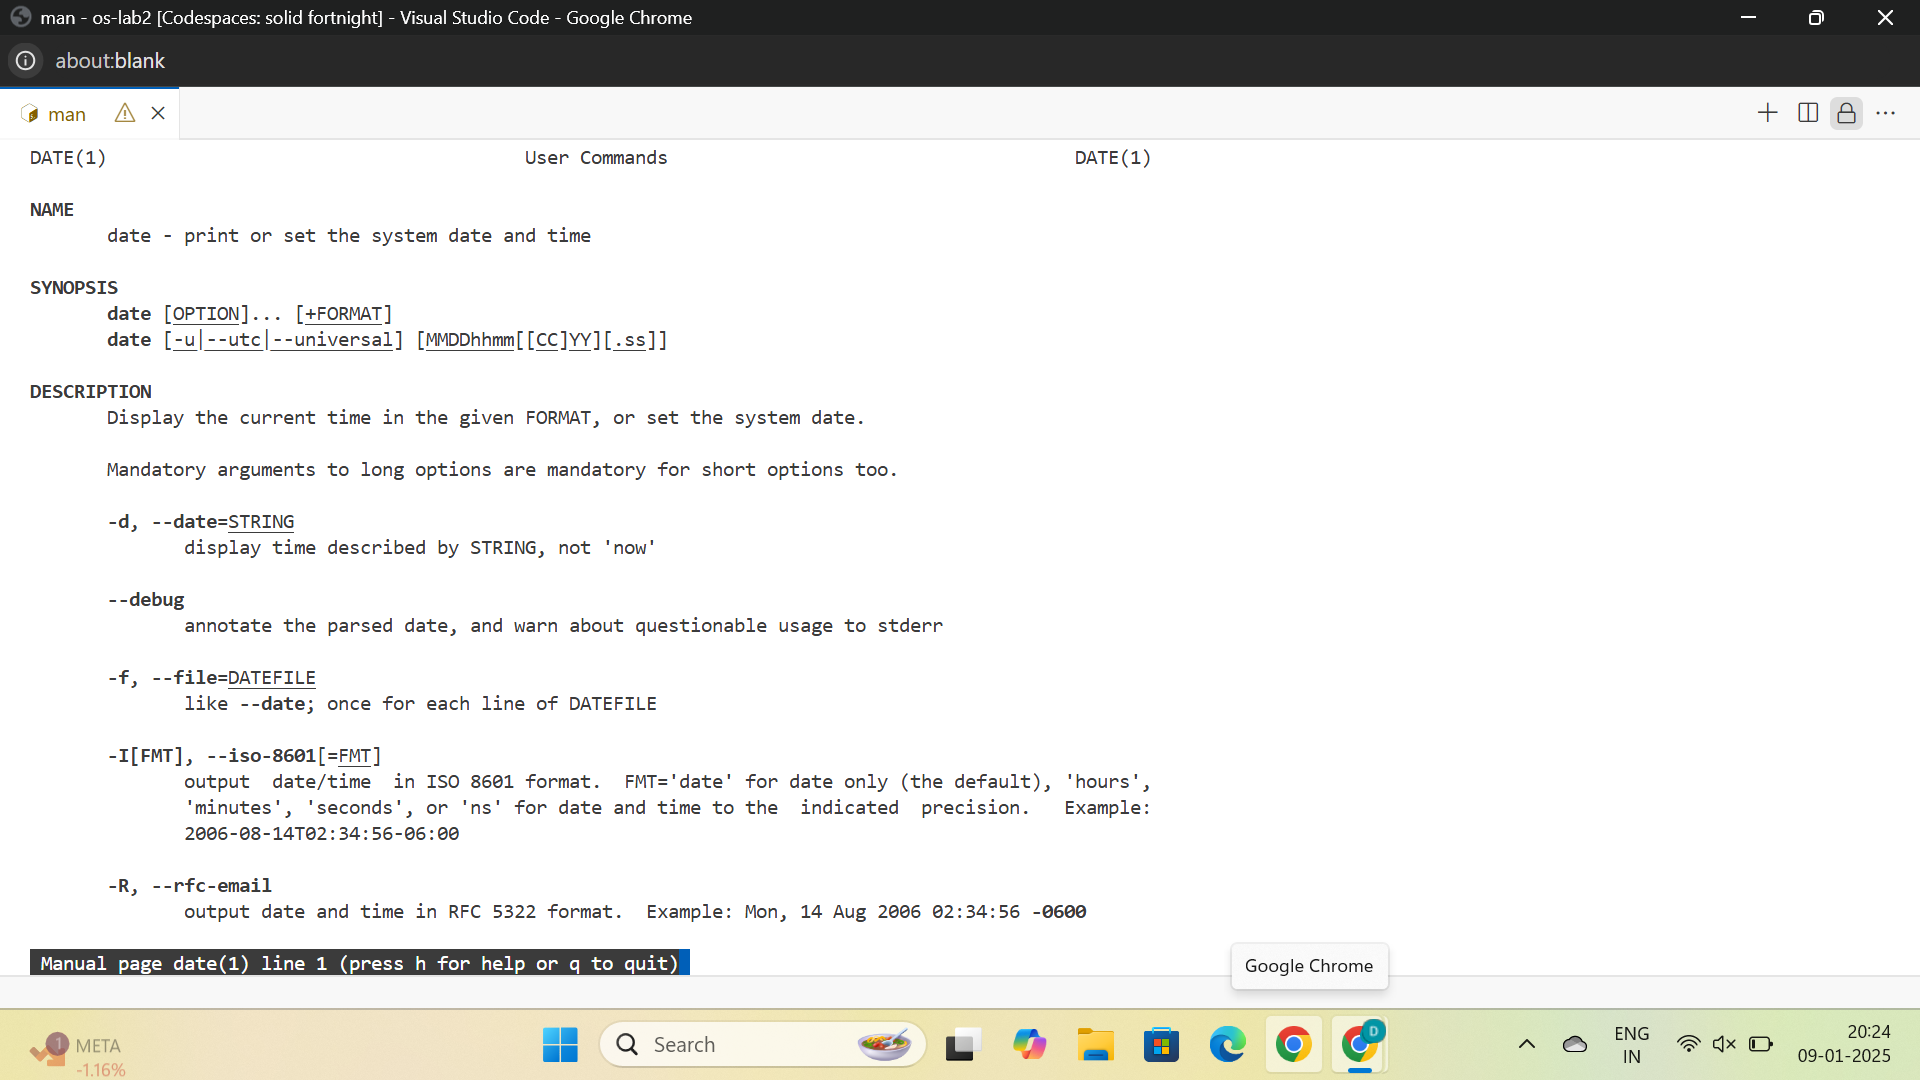 man - os-lab2 [Codespaces: solid fortnight] - Visual Studio Code - Google Chrome
about:blank
man
DATE(1) User Commands DATE(1)
NAME
date - print or set the system date and time
SYNOPSIS
date [OPTION]... [+FORMAT]
date [-u|--utc|--universal] [MMDDhhmm[[CC]YY][.ss]]
DESCRIPTION
Display the current time in the given FORMAT, or set the system date.
Mandatory arguments to long options are mandatory for short options too.
-d, --date=STRING
display time described by STRING, not 'now'
--debug
annotate the parsed date, and warn about questionable usage to stderr
-f, --file=DATEFILE
like --date; once for each line of DATEFILE
-I[FMT], --iso-8601[=FMT]
output date/time in ISO 8601 format. FMT='date' for date only (the default), 'hours',
'minutes', 'seconds', or 'ns' for date and time to the indicated precision. Example:
2006-08-14T02:34:56-06:00
-R, --rfc-email
output date and time in RFC 5322 format. Example: Mon, 14 Aug 2006 02:34:56 -0600
Manual page date(1) line 1 (press h for help or q to quit)
Google Chrome
1
META
-1.16%
Search
D
ENG
IN
20:24
09-01-2025